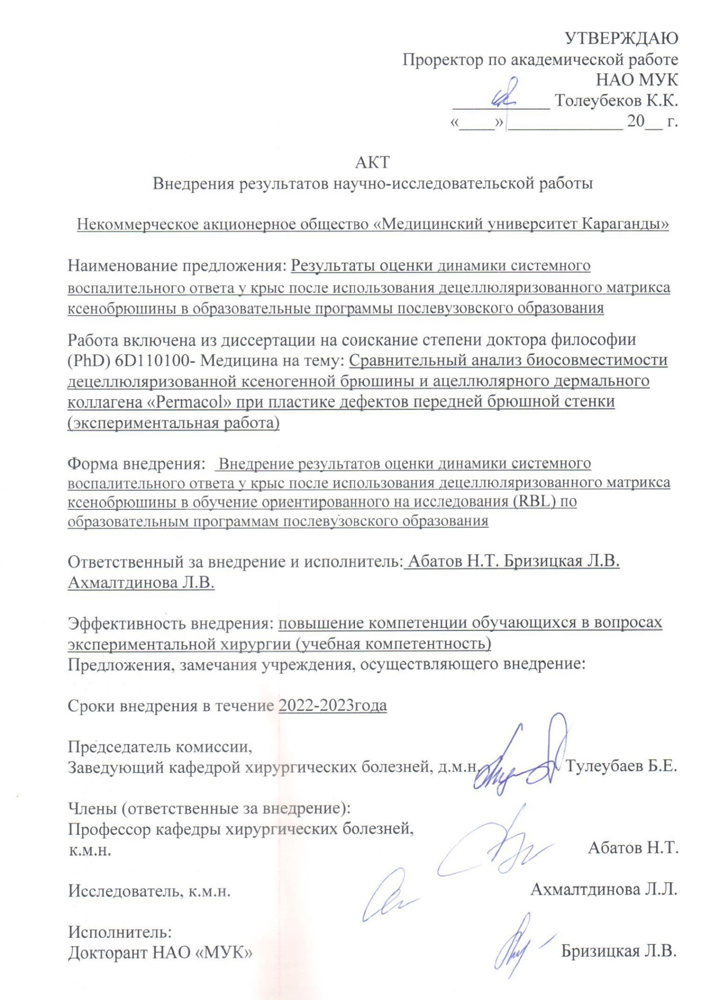 УТВЕРЖДАЮ
Проректор по академической работе
НАО МУК
____________ Толеубеков К.К.
«____» ______________ 20__ г.
АКТ
Внедрения результатов научно-исследовательской работы
Некоммерческое акционерное общество «Медицинский университет Караганды»
Наименование предложения: Результаты оценки динамики системного
воспалительного ответа у крыс после использования децеллюляризованного матрикса
ксенобрюшины в образовательные программы послевузовского образования
Работа включена из диссертации на соискание степени доктора философии
(PhD) 6D110100- Медицина на тему: Сравнительный анализ биосовместимости
децеллюляризованной ксеногенной брюшины и ацеллюлярного дермального
коллагена «Permacol» при пластике дефектов передней брюшной стенки
(экспериментальная работа)
Форма внедрения: Внедрение результатов оценки динамики системного
воспалительного ответа у крыс после использования децеллюляризованного матрикса
ксенобрюшины в обучение ориентированного на исследования (RBL) по
образовательным программам послевузовского образования
Ответственный за внедрение и исполнитель: Абатов Н.Т. Бризицкая Л.В.
Ахмалтдинова Л.В.
Эффективность внедрения: повышение компетенции обучающихся в вопросах
экспериментальной хирургии (учебная компетентность)
Предложения, замечания учреждения, осуществляющего внедрение:
Сроки внедрения в течение 2022-2023года
Председатель комиссии,
Заведующий кафедрой хирургических болезней, д.м.н. Тулеубаев Б.Е.
Члены (ответственные за внедрение):
Профессор кафедры хирургических болезней,
к.м.н. Абатов Н.Т.
Исследователь, к.м.н. Ахмалтдинова Л.Л.
Исполнитель:
Докторант НАО «МУК» Бризицкая Л.В.